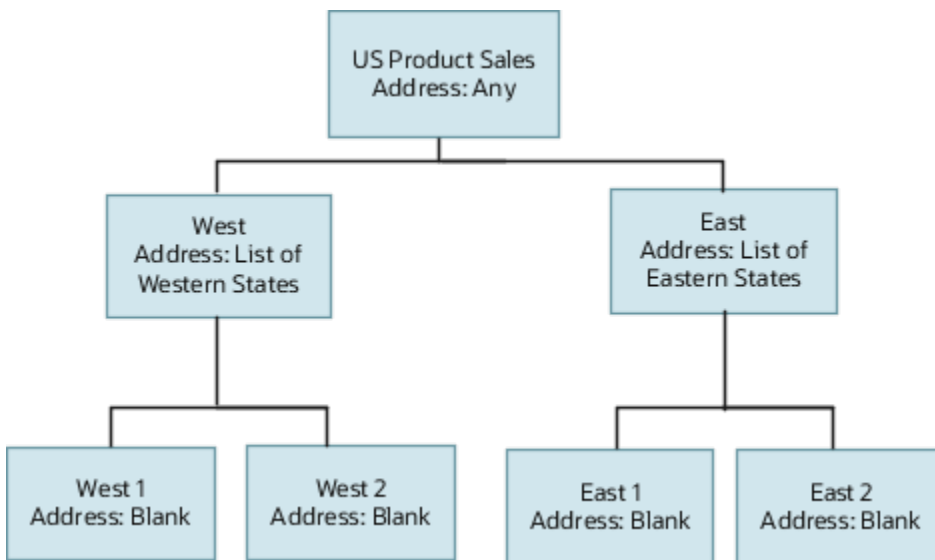 US Product Sales
Address: Any
West
Address: List of
Western States
East
Address: List of
Eastern States
West 1
Address: Blank
West 2
Address: Blank
East 1
Address: Blank
East 2
Address: Blank